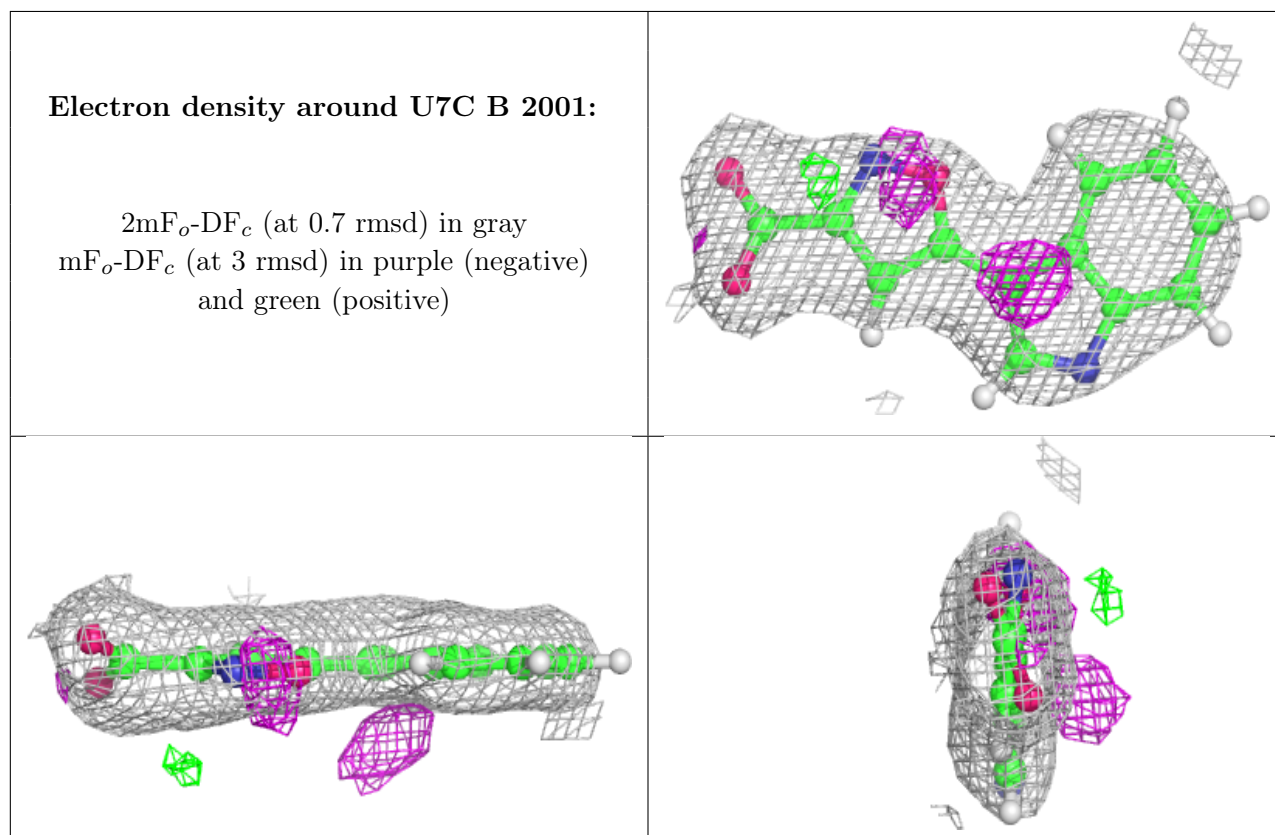 Electron density around U7C B 2001:
2mFo-DFc (at 0.7 rmsd) in gray
mFo-DFc (at 3 rmsd) in purple (negative)
and green (positive)